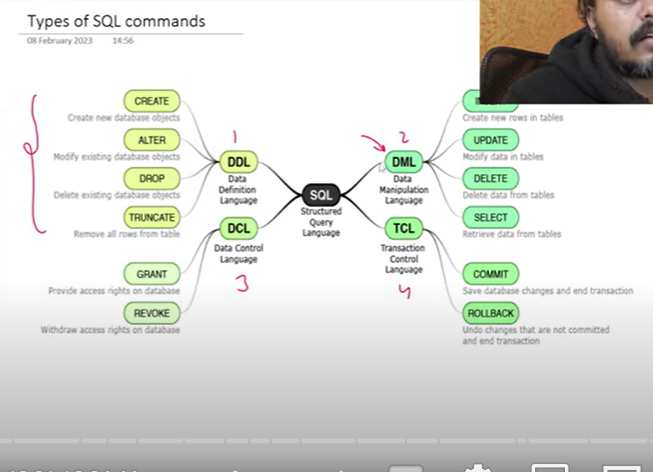 Types of SQL commands
08 February 2023 14:56
CREATE
Create new database objects
ALTER
Modify existing database objects
DROP
Delete existing database objects
TRUNCATE
Remove all rows from table
GRANT
Provide access rights on database
REVOKE
Withdraw access rights on database
1
DDL
Data
Definition
Language
DCL
Data Control
Language
3
SQL
Structured
Query
Language
2
DML
Data
Manipulation
Language
TCL
Transaction
Control
Language
4
Create new rows in tables
UPDATE
Modify data in tables
DELETE
Delete data from tables
SELECT
Retrieve data from tables
COMMIT
Save database changes and end transaction
ROLLBACK
Undo changes that are not committed
and end transaction